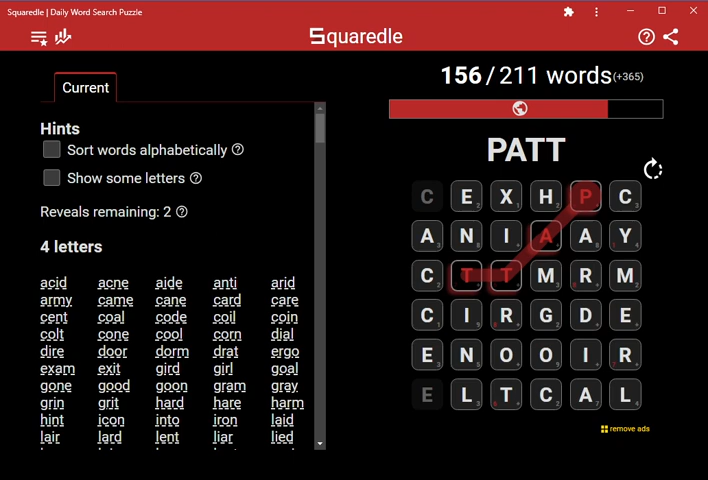 Squaredle | Daily Word Search Puzzle
Squaredle
156/211 words(+365)
Current
PATT
Hints
Sort words alphabetically
Show some letters
Reveals remaining: 2
4 letters
acid acne aide anti arid
army came cane card care
cent coal code coil coin
colt cone cool corn dial
dire door dorm drat ergo
exam exit gird girl goal
gone good goon gram gray
grin grit hard hare harm
hint icon into iron laid
lair lard lent liar lied
C E X H P C
A N I A A Y
C T T M R M
C I R G D E
E N O O I R
E L T C A L
remove ads